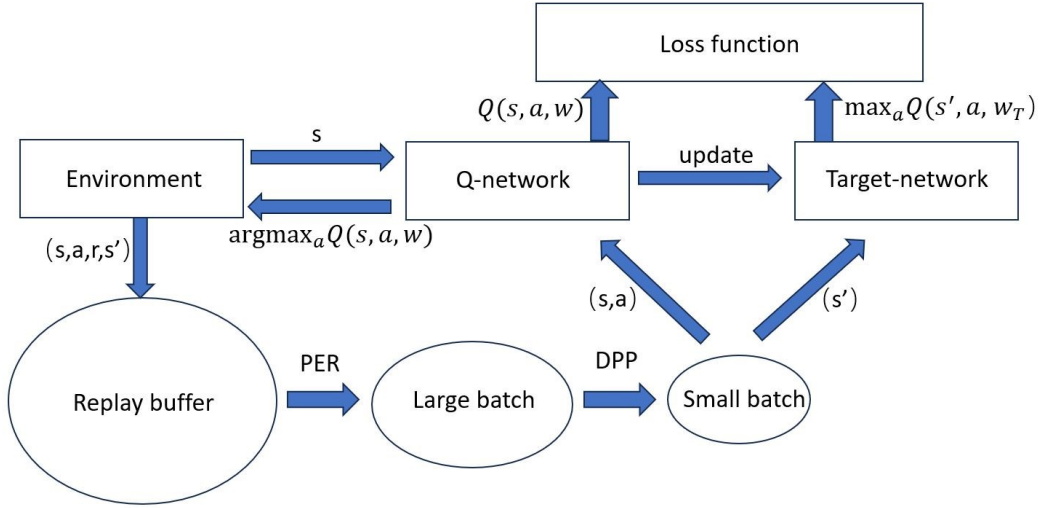 Loss function
Q(s, a, w)
maxₐQ(s′, a, w_T)
s
update
Environment
Q-network
Target-network
argmaxₐQ(s, a, w)
(s,a,r,s’)
(s,a)
(s’)
PER
DPP
Replay buffer
Large batch
Small batch